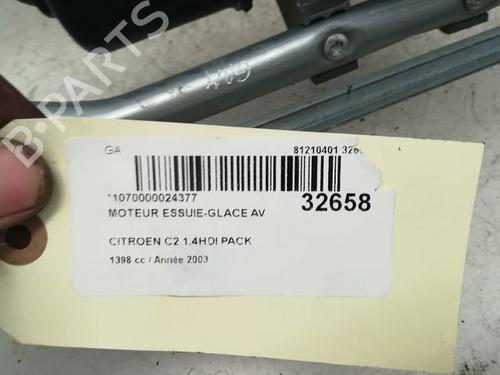 B-PARTS
GA
81210401 326
*1070000024377
32658
MOTEUR ESSUIE-GLACE AV
CITROEN C2 1.4HDI PACK
1398 cc / Année 2003